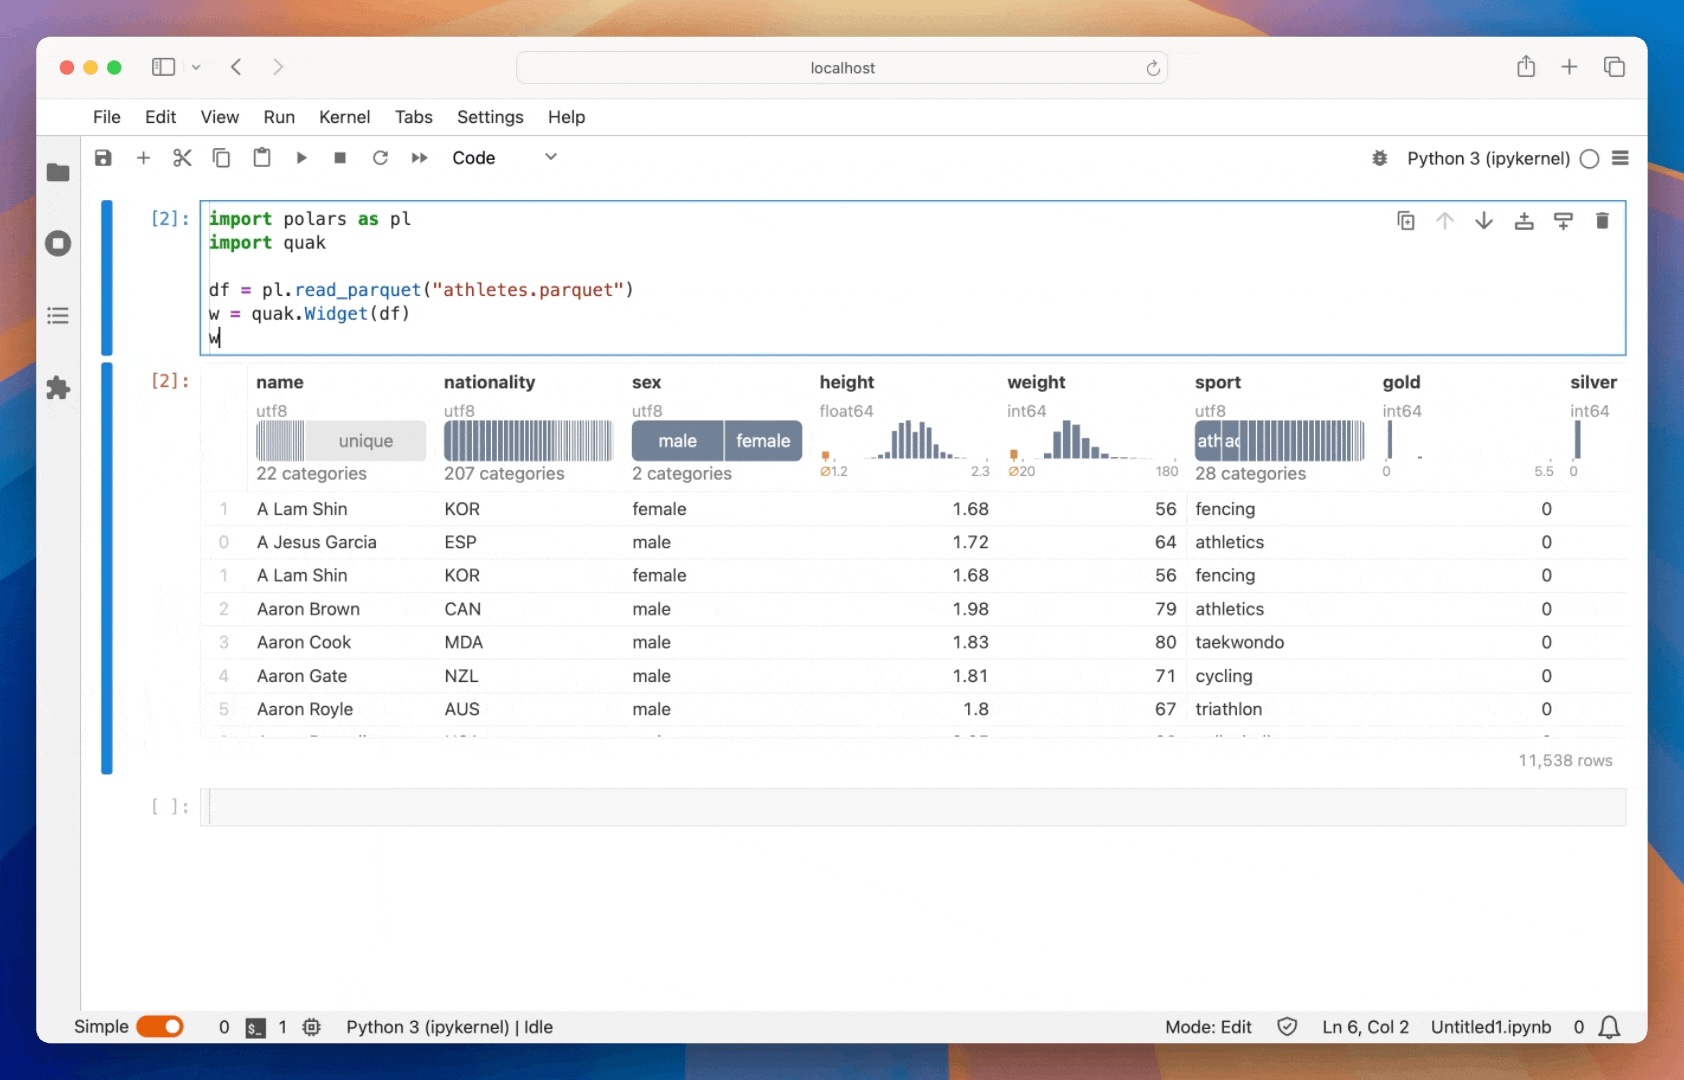 localhost
File Edit View Run Kernel Tabs Settings Help
Code Python 3 (ipykernel)
[2]: import polars as pl
import quak
df = pl.read_parquet("athletes.parquet")
w = quak.Widget(df)
w
[2]: name nationality sex height weight sport gold silver
utf8 utf8 utf8 float64 int64 utf8 int64 int64
unique male female ath ac
∅1.2 2.3 ∅20 180 0 5.5 0
22 categories 207 categories 2 categories 28 categories
1 A Lam Shin KOR female 1.68 56 fencing 0
0 A Jesus Garcia ESP male 1.72 64 athletics 0
1 A Lam Shin KOR female 1.68 56 fencing 0
2 Aaron Brown CAN male 1.98 79 athletics 0
3 Aaron Cook MDA male 1.83 80 taekwondo 0
4 Aaron Gate NZL male 1.81 71 cycling 0
5 Aaron Royle AUS male 1.8 67 triathlon 0
11,538 rows
[ ]:
Simple 0 $_ 1 Python 3 (ipykernel) | Idle Mode: Edit Ln 6, Col 2 Untitled1.ipynb 0